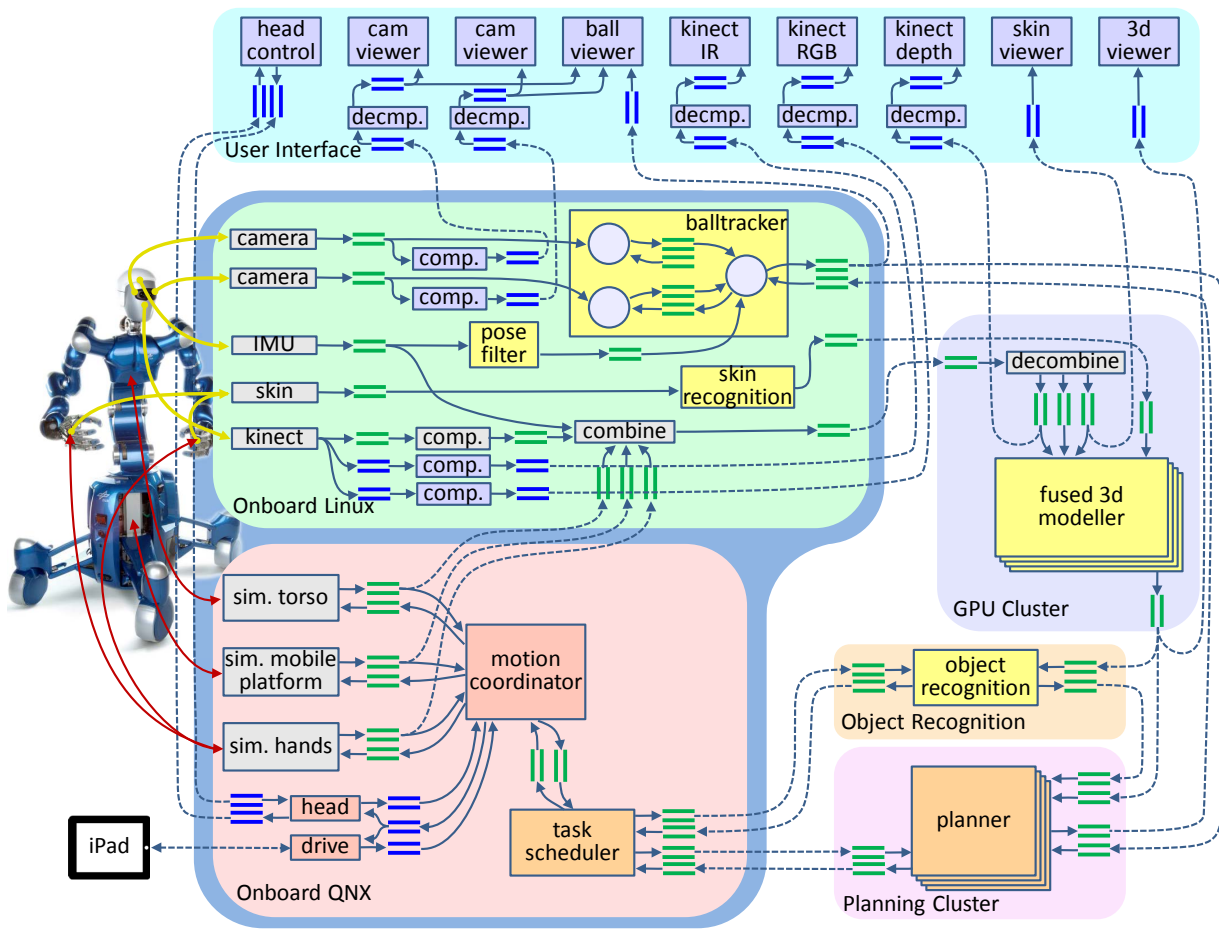 head
control
cam
viewer
cam
viewer
ball
viewer
kinect
IR
kinect
RGB
kinect
depth
skin
viewer
3d
viewer
decmp.
decmp.
decmp.
decmp.
decmp.
User Interface
camera
comp.
balltracker
camera
comp.
IMU
pose
filter
skin
skin
recognition
kinect
comp.
combine
comp.
comp.
Onboard Linux
decombine
fused 3d
modeller
GPU Cluster
sim. torso
sim. mobile
platform
sim. hands
motion
coordinator
object
recognition
Object Recognition
head
drive
iPad
task
scheduler
Onboard QNX
planner
Planning Cluster